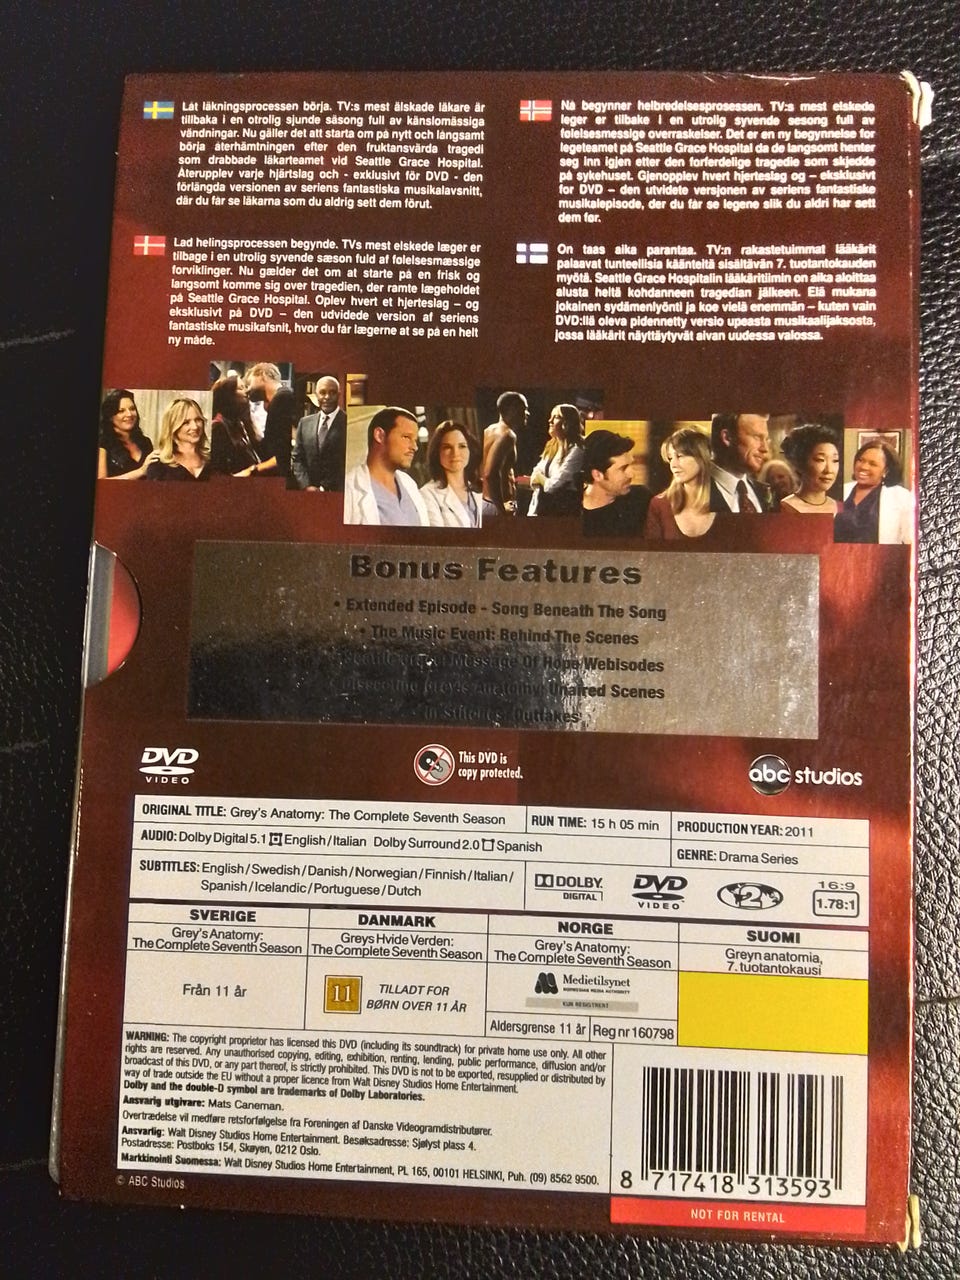 Låt läkningsprocessen börja. TV:s mest älskade läkare är
tillbaka i en otrolig sjunde säsong full av känslomässiga
vändningar. Nu gäller det att starta om på nytt och långsamt
börja återhämtningen efter den fruktansvärda tragedi
som drabbade läkarteamet vid Seattle Grace Hospital.
Återupplev varje hjärtslag och - exklusivt för DVD - den
förlängda versionen av seriens fantastiska musikalavsnitt,
där du får se läkarna som du aldrig sett dem förut.
Nå begynner helbredelsesprosessen. TV:s mest elskede
leger er tilbake i en utrolig syvende sesong full av
følelsesmessige overraskelser. Det er en ny begynnelse for
legeteamet på Seattle Grace Hospital da de langsomt henter
seg inn igjen etter den forferdelige tragedie som skjedde
på sykehuset. Gjenopplev hvert hjerteslag og – eksklusivt
for DVD – den utvidete versjonen av seriens fantastiske
musikalepisode, der du får se legene slik du aldri har sett
dem før.
Lad helingsprocessen begynde. TVs mest elskede læger er
tilbage i en utrolig syvende sæson fuld af følelsesmæssige
forviklinger. Nu gælder det om at starte på en frisk og
langsomt komme sig over tragedien, der ramte lægeholdet
på Seattle Grace Hospital. Oplev hvert et hjerteslag – og
eksklusivt på DVD – den udvidede version af seriens
fantastiske musikafsnit, hvor du får lægerne at se på en helt
ny måde.
On taas aika parantaa. TV:n rakastetuimmat lääkärit
palaavat tunteellisia käänteitä sisältävän 7. tuotantokauden
myötä. Seattle Grace Hospitalin lääkäritiimin on aika aloittaa
alusta heitä kohdanneen tragedian jälkeen. Elä mukana
jokainen sydämenlyönti ja koe vielä enemmän – kuten vain
DVD:llä oleva pidennetty versio upeasta musikaalijaksosta,
jossa lääkärit näyttäytyvät aivan uudessa valossa.
Bonus Features
• Extended Episode - Song Beneath The Song
• The Music Event: Behind The Scenes
Message Of Hope Webisodes
Dissecting Grey's Anatomy: Unaired Scenes
In Stitches: Outtakes
DVD
VIDEO
This DVD is
copy protected.
abc studios
ORIGINAL TITLE: Grey's Anatomy: The Complete Seventh Season
RUN TIME: 15 h 05 min
PRODUCTION YEAR: 2011
AUDIO: Dolby Digital 5.1 English/Italian Dolby Surround 2.0 Spanish
GENRE: Drama Series
SUBTITLES: English/Swedish/Danish/Norwegian/Finnish/Italian/
Spanish/Icelandic/Portuguese/Dutch
DOLBY
DIGITAL
DVD
VIDEO
2
16:9
1.78:1
SVERIGE
Grey's Anatomy:
The Complete Seventh Season
Från 11 år
DANMARK
Greys Hvide Verden:
The Complete Seventh Season
11
TILLADT FOR
BØRN OVER 11 ÅR
NORGE
Grey's Anatomy:
The Complete Seventh Season
Medietilsynet
NORWEGIAN MEDIA AUTHORITY
KUN REGISTRERT
Aldersgrense 11 år
Reg nr 160798
SUOMI
Greyn anatomia,
7. tuotantokausi
WARNING: The copyright proprietor has licensed this DVD (including its soundtrack) for private home use only. All other
rights are reserved. Any unauthorised copying, editing, exhibition, renting, lending, public performance, diffusion and/or
broadcast of this DVD, or any part thereof, is strictly prohibited. This DVD is not to be exported, resupplied or distributed by
way of trade outside the EU without a proper licence from Walt Disney Studios Home Entertainment.
Dolby and the double-D symbol are trademarks of Dolby Laboratories.
Ansvarig utgivare: Mats Caneman.
Overtrædelse vil medføre retsforfølgelse fra Foreningen af Danske Videogramdistributører.
Ansvarlig: Walt Disney Studios Home Entertainment. Besøksadresse: Sjølyst plass 4.
Postadresse: Postboks 154, Skøyen, 0212 Oslo.
Markkinointi Suomessa: Walt Disney Studios Home Entertainment, PL 165, 00101 HELSINKI, Puh. (09) 8562 9500.
© ABC Studios
8 717418 313593
NOT FOR RENTAL